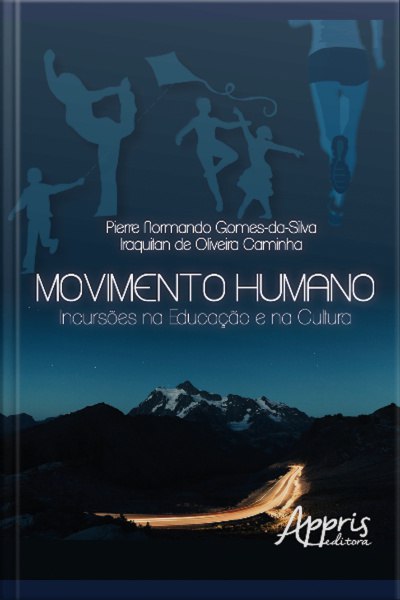 Pierre Normando Gomes-da-Silva
Iraquitan de Oliveira Caminha
MOVIMENTO HUMANO
Incursões na Educação e na Cultura
Appris
editora